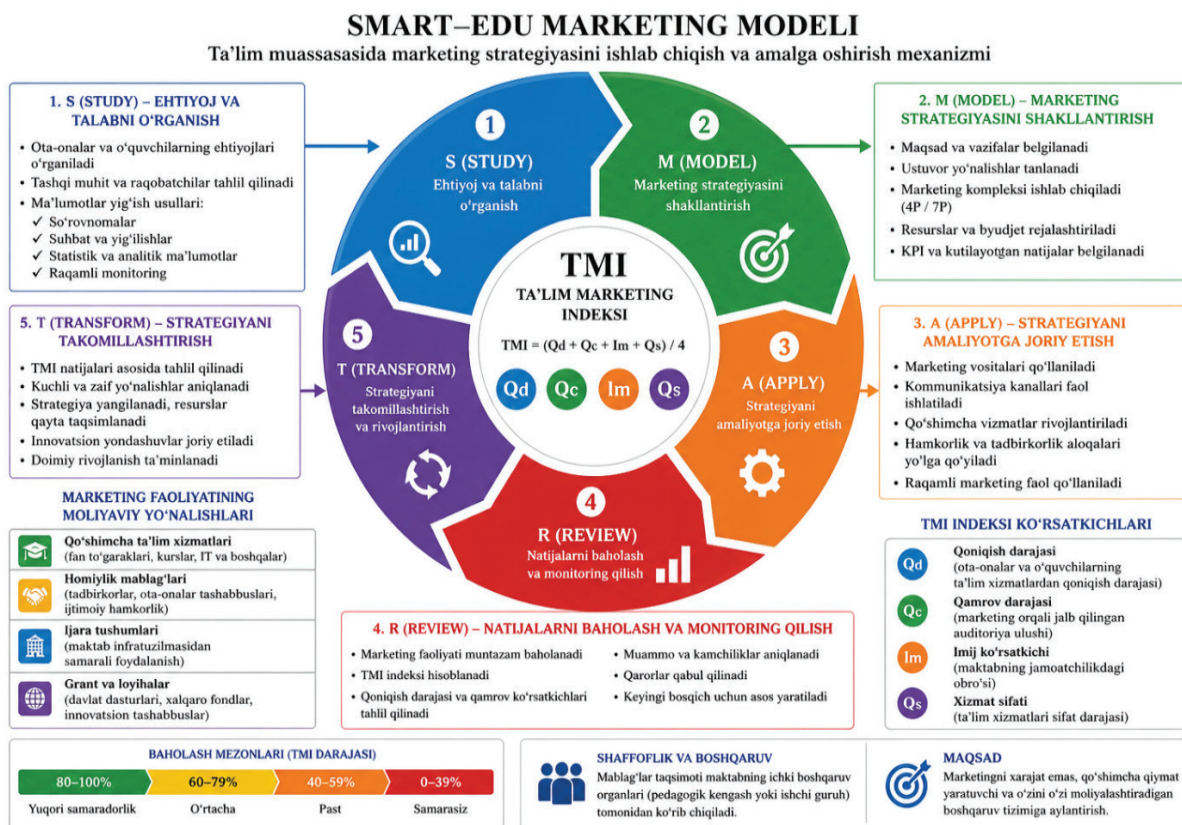 SMART–EDU MARKETING MODELI
Ta’lim muassasasida marketing strategiyasini ishlab chiqish va amalga oshirish mexanizmi
1. S (STUDY) – EHTIYOJ VA
TALABNI O‘RGANISH
• Ota-onalar va o‘quvchilarning ehtiyojlari
o‘rganiladi
• Tashqi muhit va raqobatchilar tahlil qilinadi
• Ma’lumotlar yig‘ish usullari:
✓ So‘rovnomalar
✓ Suhbat va yig‘ilishlar
✓ Statistik va analitik ma’lumotlar
✓ Raqamli monitoring
1
S (STUDY)
Ehtiyoj va talabni
o‘rganish
2
M (MODEL)
Marketing strategiyasini
shakllantirish
2. M (MODEL) – MARKETING
STRATEGIYASINI SHAKLLANTIRISH
• Maqsad va vazifalar belgilanadi
• Ustuvor yo‘nalishlar tanlanadi
• Marketing kompleksi ishlab chiqiladi
(4P / 7P)
• Resurslar va byudjet rejalashtiriladi
• KPI va kutilayotgan natijalar belgilanadi
5. T (TRANSFORM) – STRATEGIYANI
TAKOMILLASHTIRISH
• TMI natijalari asosida tahlil qilinadi
• Kuchli va zaif yo‘nalishlar aniqlanadi
• Strategiya yangilanadi, resurslar
qayta taqsimlanadi
• Innovatsion yondashuvlar joriy etiladi
• Doimiy rivojlanish ta’minlanadi
5
T (TRANSFORM)
Strategiyani
takomillashtirish
va rivojlantirish
TMI
TA’LIM MARKETING
INDEKSI
TMI = (Qd + Qc + Im + Qs) / 4
Qd Qc Im Qs
3
A (APPLY)
Strategiyani
amaliyotga joriy etish
3. A (APPLY) – STRATEGIYANI
AMALIYOTGA JORIY ETISH
• Marketing vositalari qo‘llaniladi
• Kommunikatsiya kanallari faol
ishlatiladi
• Qo‘shimcha vizmatlar rivojlantiriladi
• Hamkorlik va tadbirkorlik aloqalari
yo‘lga qo‘yiladi
• Raqamli marketing faol qo‘llaniladi
4
R (REVIEW)
Natijalarni baholash
va monitoring qilish
4. R (REVIEW) – NATIJALARNI BAHOLASH VA MONITORING QILISH
• Marketing faoliyati muntazam baholanadi
• TMI indeksi hisoblanadi
• Qoniqish darajasi va qamrov ko‘rsatkichlari
tahlil qilinadi
• Muammo va kamchiliklar aniqlanadi
• Qarorlar qabul qilinadi
• Keyingi bosqich uchun asos yaratiladi
MARKETING FAOLIYATINING
MOLIYAVIY YO‘NALISHLARI
Qo‘shimcha ta’lim xizmatlari
(fan to‘garaklari, kurslar, IT va boshqalar)
Homiylik mablag‘lari
(tadbirkorlar, ota-onalar tashabbuslari,
ijtimoiy hamkorlik)
Ijara tushumlari
(maktab infratuzilmasidan
samarali foydalanish)
Grant va loyihalar
(davlat dasturlari, xalqaro fondlar,
innovatsion tashabbuslar)
TMI INDEKSI KO‘RSATKICHLARI
Qd
Qoniqish darajasi
(ota-onalar va o‘quvchilarning
ta’lim xizmatlardan qoniqish darajasi)
Qc
Qamrov darajasi
(marketing orqali jalb qilingan
auditoriya ulushi)
Im
Imij ko‘rsatkichi
(maktabning jamoatchilikdagi
obro‘si)
Qs
Xizmat sifati
(ta’lim xizmatlari sifat darajasi)
BAHOLASH MEZONLARI (TMI DARAJASI)
80–100% 60–79% 40–59% 0–39%
Yuqori samaradorlik O‘rtacha Past Samarasiz
SHAFFOFLIK VA BOSHQARUV
Mablag‘lar taqsimoti maktabning ichki boshqaruv
organlari (pedagogik kengash yoki ishchi guruh)
tomonidan ko‘rib chiqiladi.
MAQSAD
Marketingni xarajat emas, qo‘shimcha qiymat
yaratuvchi va o‘zini o‘zi moliyalashtiradigan
boshqaruv tizimiga aylantirish.